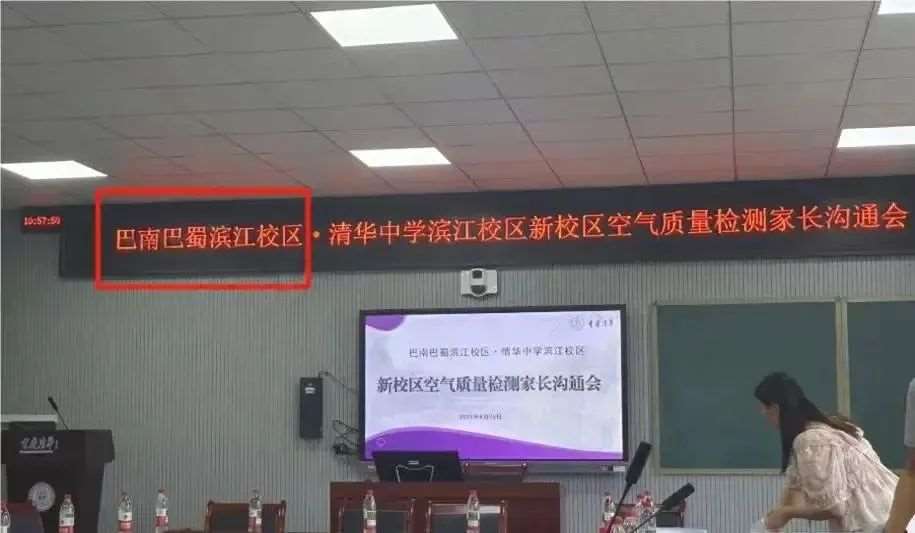 10:57:50
巴南巴蜀滨江校区·清华中学滨江校区新校区空气质量检测家长沟通会
巴南巴蜀滨江校区·清华中学滨江校区
新校区空气质量检测家长沟通会